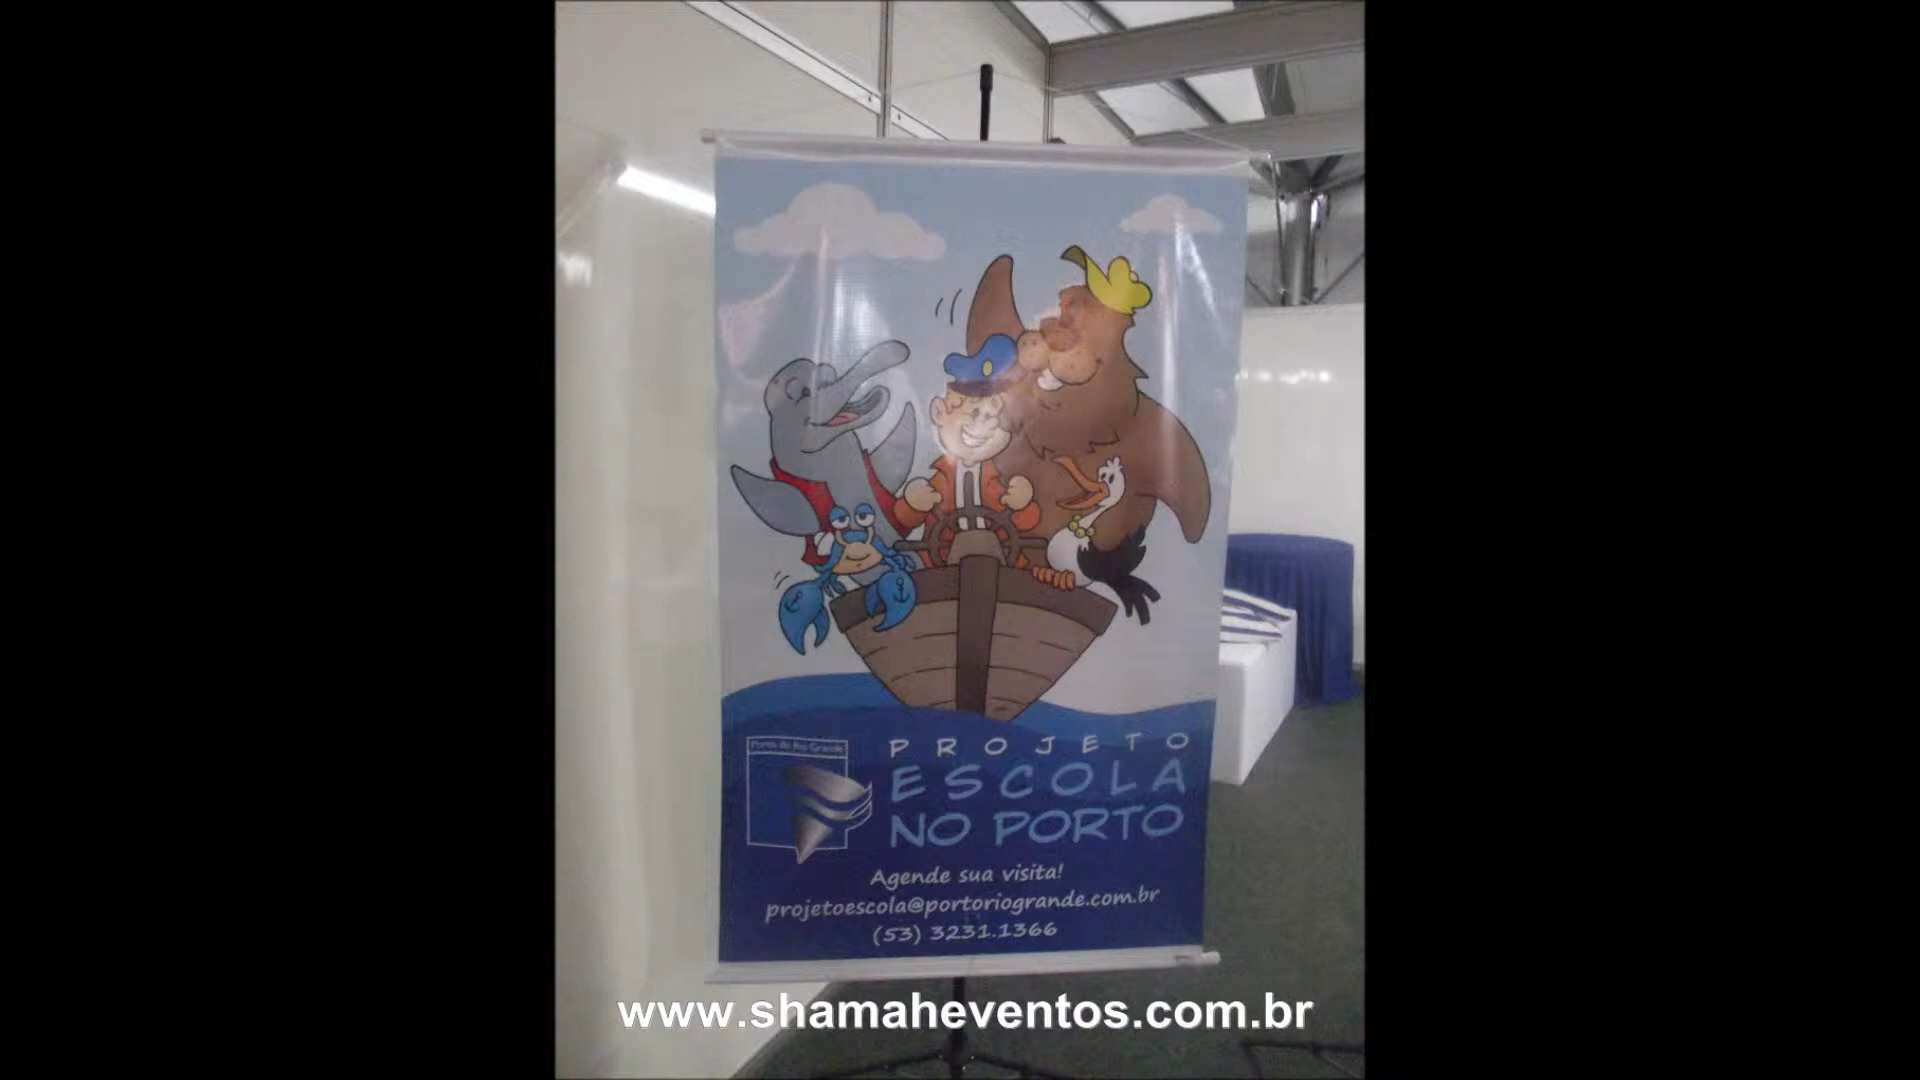 Porto do Rio Grande
PROJETO
ESCOLA
NO PORTO
Agende sua visita!
projetoescola@portoriogrande.com.br
(53) 3231.1366
www.shamaheventos.com.br